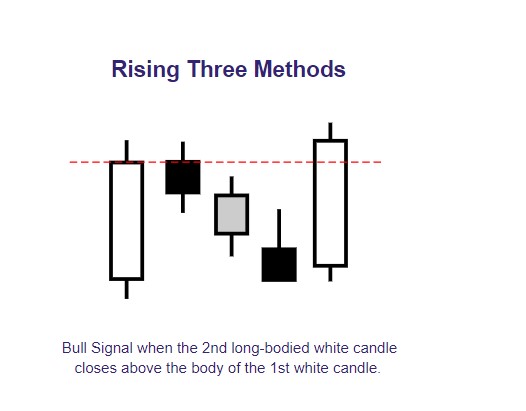 Rising Three Methods
Bull Signal when the 2nd long-bodied white candle
closes above the body of the 1st white candle.